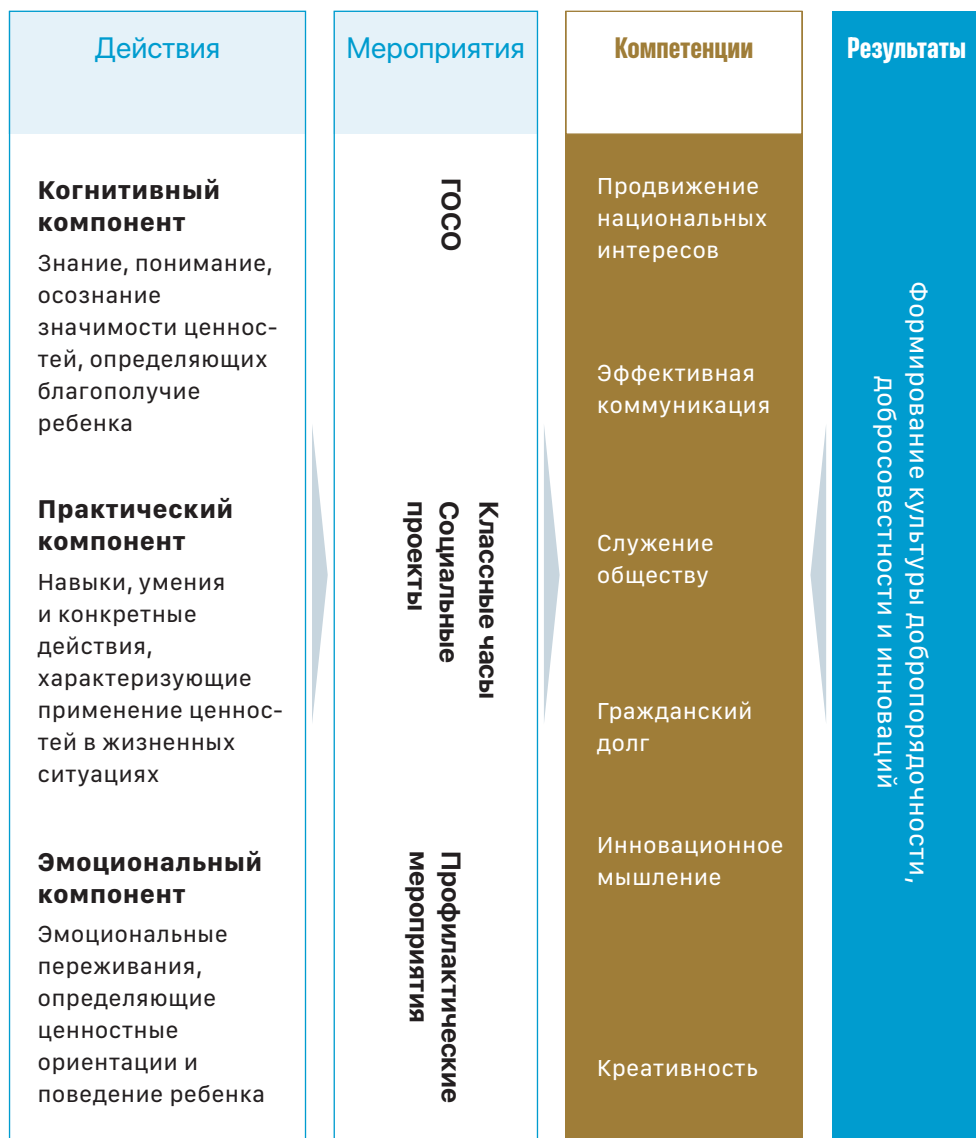 Действия
Когнитивный
компонент
Знание, понимание,
осознание
значимости ценнос-
тей, определяющих
благополучие
ребенка
Практический
компонент
Навыки, умения
и конкретные
действия,
характеризующие
применение ценнос-
тей в жизненных
ситуациях
Эмоциональный
компонент
Эмоциональные
переживания,
определяющие
ценностные
ориентации и
поведение ребенка
Мероприятия
ГОСО
Классные часы
Социальные
проекты
Профилактические
мероприятия
Компетенции
Продвижение
национальных
интересов
Эффективная
коммуникация
Служение
обществу
Гражданский
долг
Инновационное
мышление
Креативность
Результаты
Формирование культуры добропорядочности,
добросовестности и инноваций